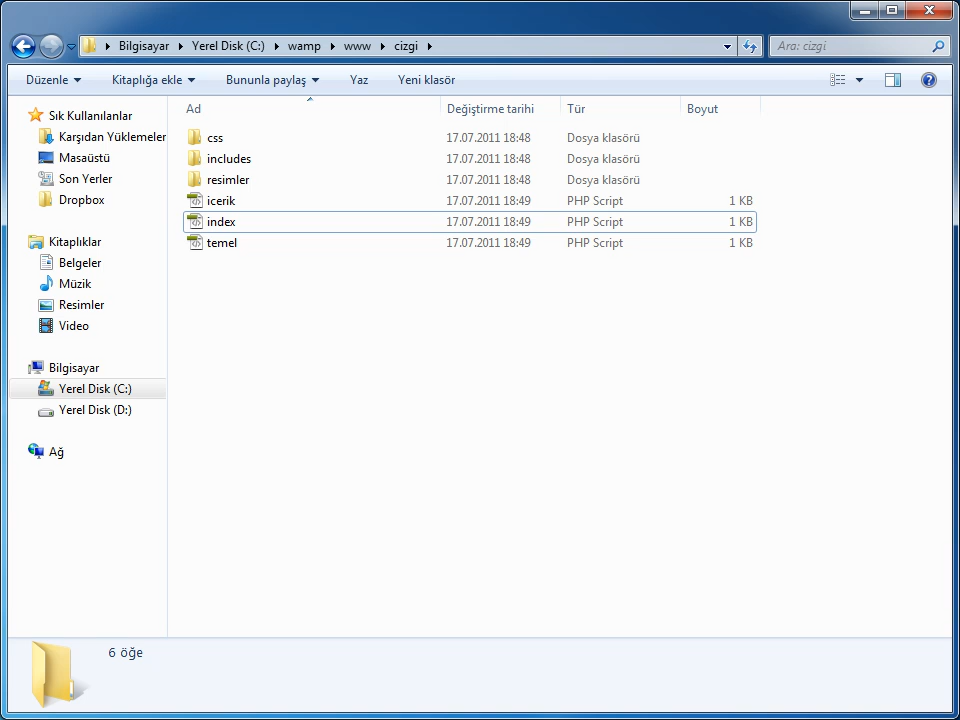 Bilgisayar Yerel Disk (C:) wamp www cizgi Ara: cizgi
Düzenle Kitaplığa ekle Bununla paylaş Yaz Yeni klasör
Sık Kullanılanlar
Karşıdan Yüklemeler
Masaüstü
Son Yerler
Dropbox
Kitaplıklar
Belgeler
Müzik
Resimler
Video
Bilgisayar
Yerel Disk (C:)
Yerel Disk (D:)
Ağ
Ad Değiştirme tarihi Tür Boyut
css 17.07.2011 18:48 Dosya klasörü
includes 17.07.2011 18:48 Dosya klasörü
resimler 17.07.2011 18:48 Dosya klasörü
icerik 17.07.2011 18:49 PHP Script 1 KB
index 17.07.2011 18:49 PHP Script 1 KB
temel 17.07.2011 18:49 PHP Script 1 KB
6 öğe